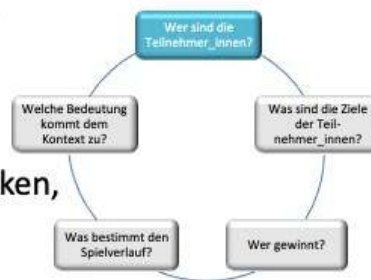 Wer sind die
Teilnehmer_innen?
Was sind die Ziele
der Teil-
nehmer_innen?
Wer gewinnt?
Was bestimmt den
Spielverlauf?
Welche Bedeutung
kommt dem
Kontext zu?
ken,